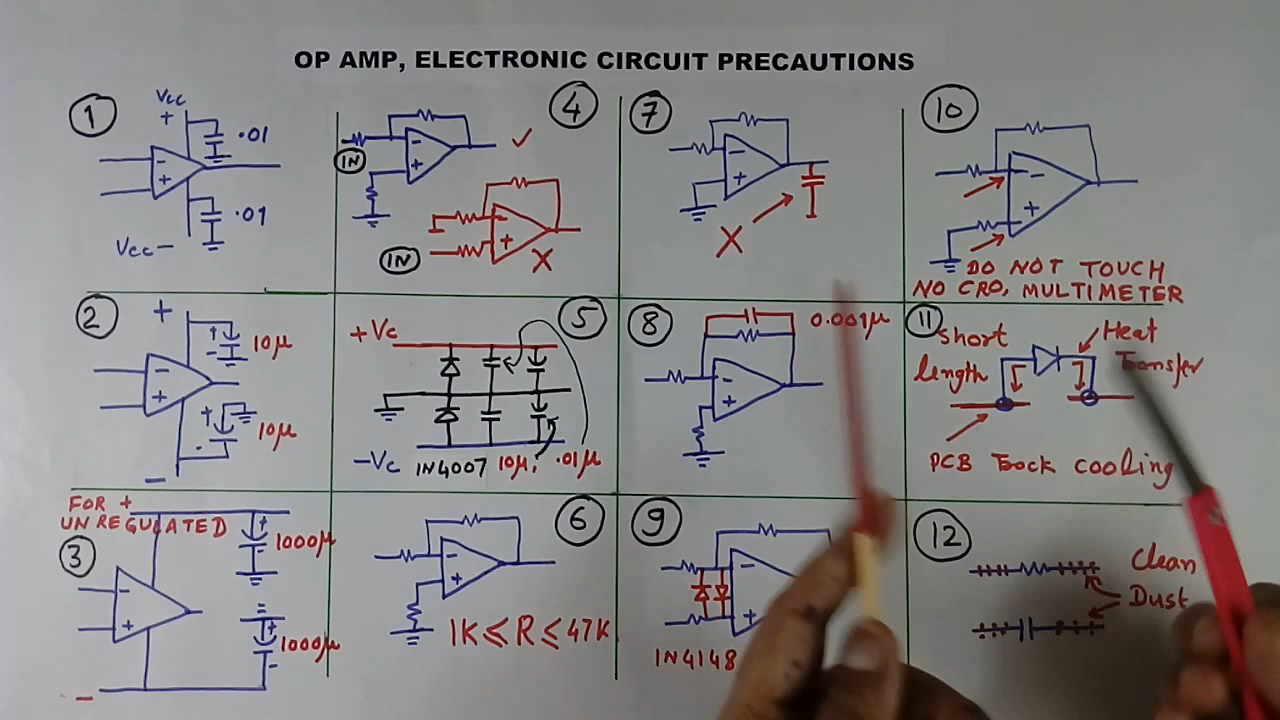 OP AMP, ELECTRONIC CIRCUIT PRECAUTIONS
1
Vcc
+
.01
-
+
.01
Vcc-
2
+
10μ
-
-
+
+
10μ
-
-
FOR +
UNREGULATED
3
+
-
1000μ
-
+
+
1000μ
-
-
4
-
+
✓
IN
-
+
IN
X
5
+Vc
-Vc
1N4007 10μ, .01μ
6
-
+
1K ≤ R ≤ 47K
7
-
+
X
8
0.001μ
-
+
9
-
+
1N4148
10
-
+
DO NOT TOUCH
NO CRO, MULTIMETER
11
Short
length
Heat
Transfer
PCB Track cooling
12
Clean
Dust